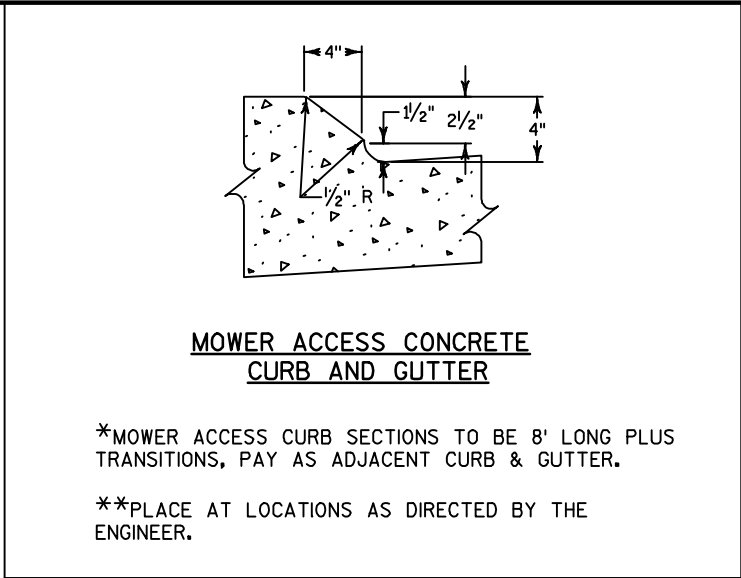 4"
1½" 2½"
4"
½" R
MOWER ACCESS CONCRETE
CURB AND GUTTER
*MOWER ACCESS CURB SECTIONS TO BE 8' LONG PLUS
TRANSITIONS, PAY AS ADJACENT CURB & GUTTER.
**PLACE AT LOCATIONS AS DIRECTED BY THE
ENGINEER.